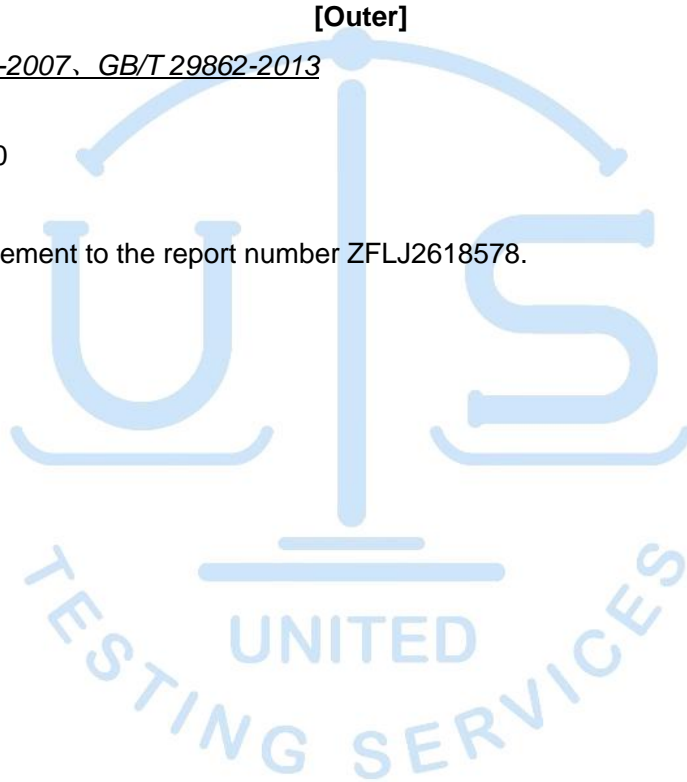 [Outer]
-2007、GB/T 29862-2013
0
ement to the report number ZFLJ2618578.
U S
UNITED
TESTING SERVICES